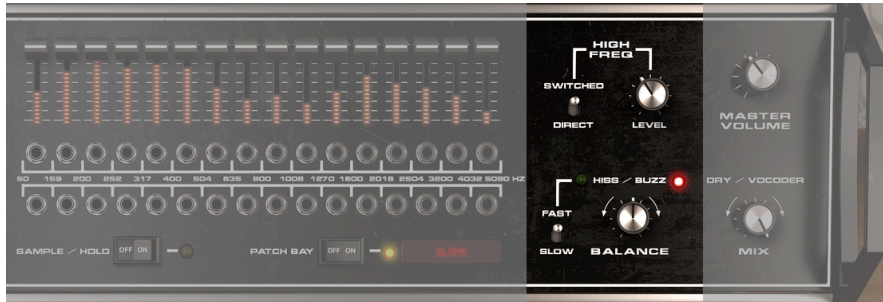 HIGH
FREQ
SWITCHED
DIRECT
LEVEL
MASTER
VOLUME
50 159 200 252 317 400 504 635 800 1008 1270 1600 2016 2504 3200 4032 5080 HZ
HISS / BUZZ
DRY / VOCODER
FAST
SLOW
BALANCE
MIX
SAMPLE / HOLD
OFF ON
PATCH BAY
OFF ON
BLANK